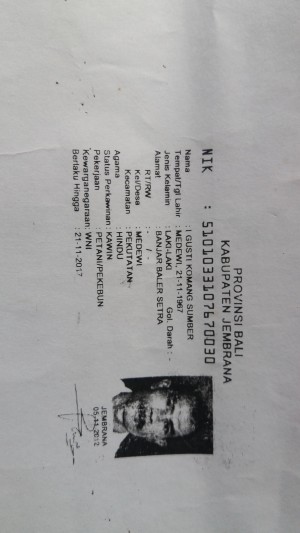 PROVINSI BALI
KABUPATEN JEMBRANA
NIK : 5101033107670030
Nama : I GUSTI KOMANG SUMBER
Tempat/Tgl Lahir : MEDEWI, 21-11-1967
Jenis Kelamin : LAKI-LAKI Gol. Darah : -
Alamat : BANJAR BALER SETRA
RT/RW : - / -
Kel/Desa : MEDEWI
Kecamatan : PEKUTATAN
Agama : HINDU
Status Perkawinan : KAWIN
Pekerjaan : PETANI/PEKEBUN
Kewarganegaraan: WNI
Berlaku Hingga : 21-11-2017
JEMBRANA
05-11-2012